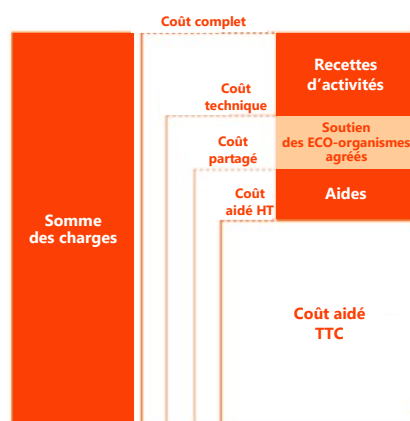 Coût complet
Recettes
d’activités
Coût
technique
Soutien
des ECO-organismes
agréés
Coût
partagé
Coût
aidé HT
Aides
Somme
des charges
Coût aidé
TTC